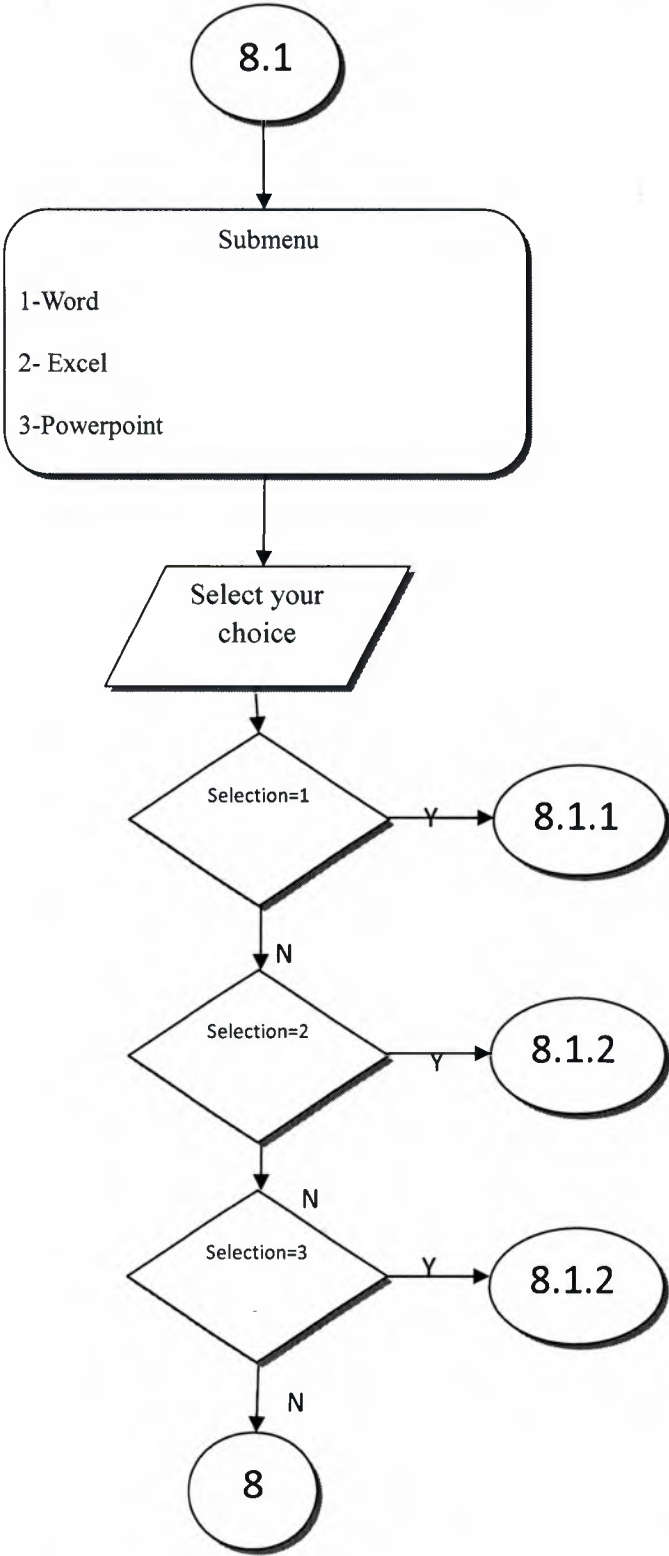 8.1
Submenu
1-Word
2- Excel
3-Powerpoint
Select your
choice
Selection=1
Y
8.1.1
N
Selection=2
Y
8.1.2
N
Selection=3
Y
8.1.2
N
8